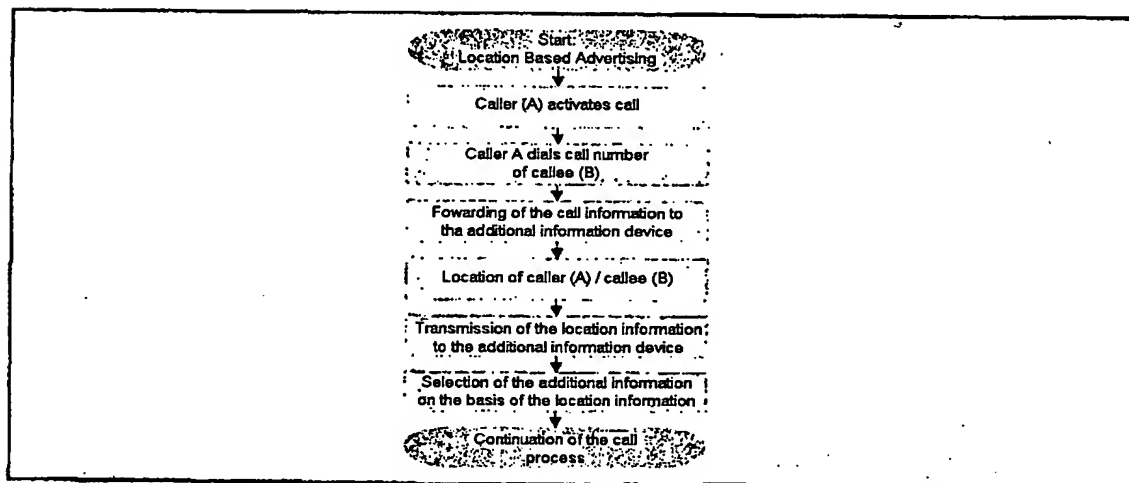 Start:
Location Based Advertising
Caller (A) activates call
Caller A dials call number
of callee (B)
Fowarding of the call information to
tha additional information device
Location of caller (A) / callee (B)
Transmission of the location information
to the additional information device
Selection of the additional information
on the basis of the location information
Continuation of the call
process